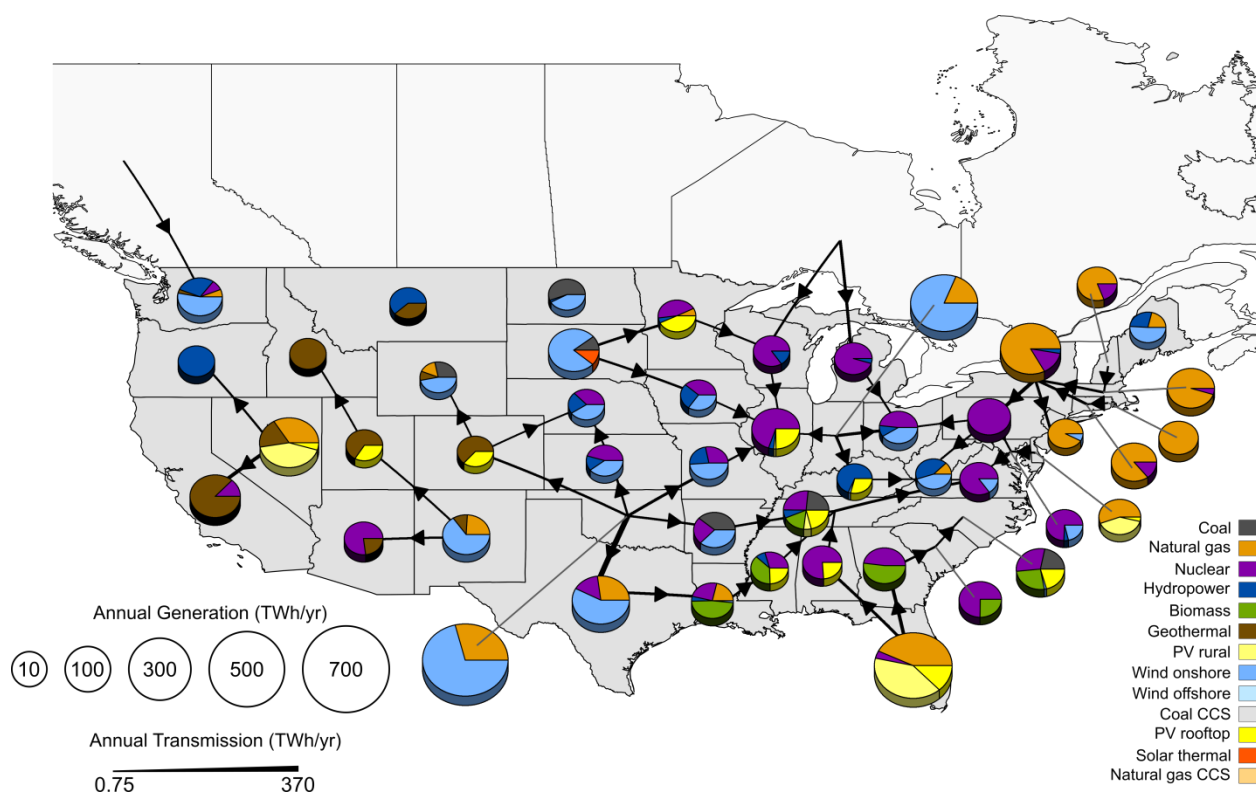 Annual Generation (TWh/yr)
10
100
300
500
700
Annual Transmission (TWh/yr)
0.75
370
Coal
Natural gas
Nuclear
Hydropower
Biomass
Geothermal
PV rural
Wind onshore
Wind offshore
Coal CCS
PV rooftop
Solar thermal
Natural gas CCS